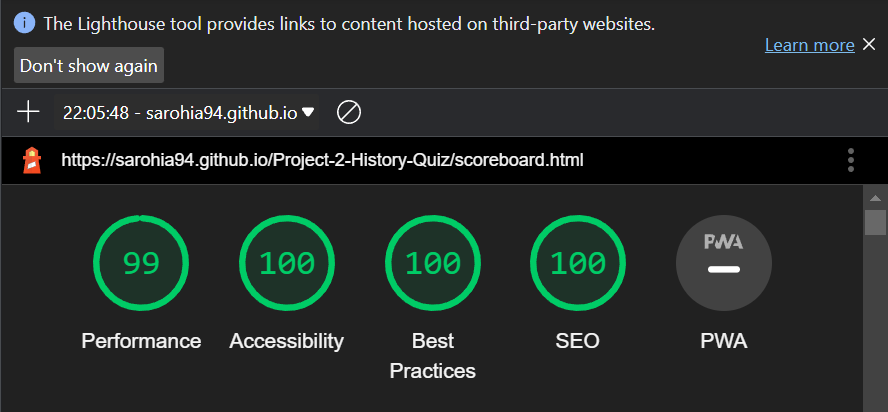 The Lighthouse tool provides links to content hosted on third-party websites.
Learn more
Don't show again
22:05:48 - sarohia94.github.io
https://sarohia94.github.io/Project-2-History-Quiz/scoreboard.html
99
100
100
100
PWA
Performance
Accessibility
Best
Practices
SEO
PWA